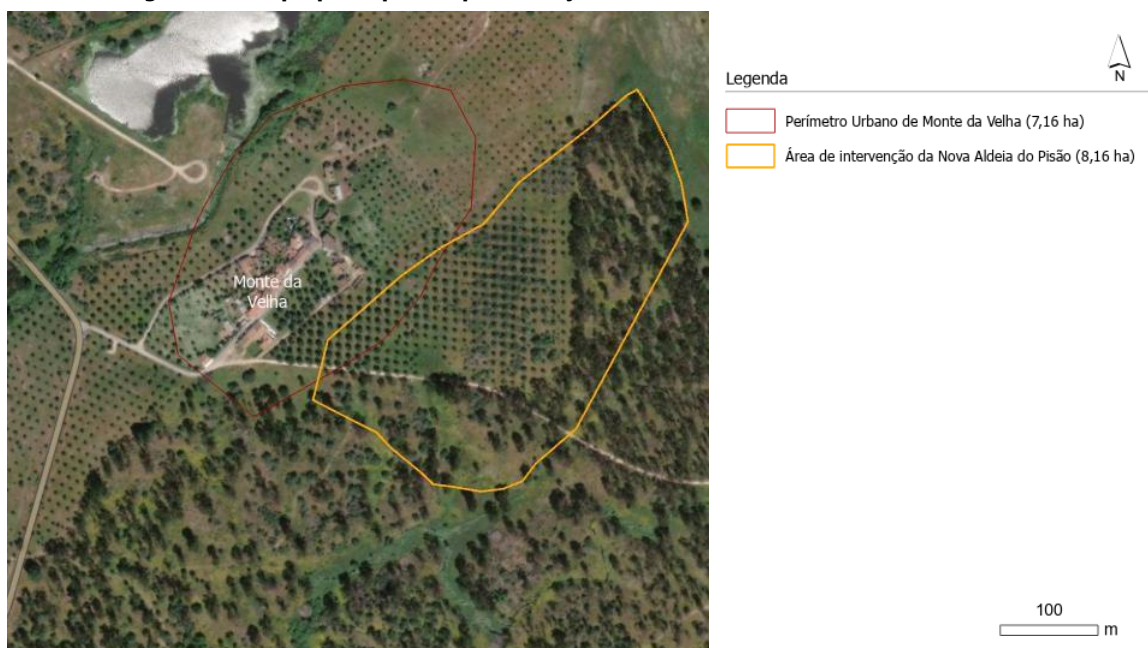 Legenda
N
Perímetro Urbano de Monte da Velha (7,16 ha)
Área de intervenção da Nova Aldeia do Pisão (8,16 ha)
Monte da
Velha
100
m